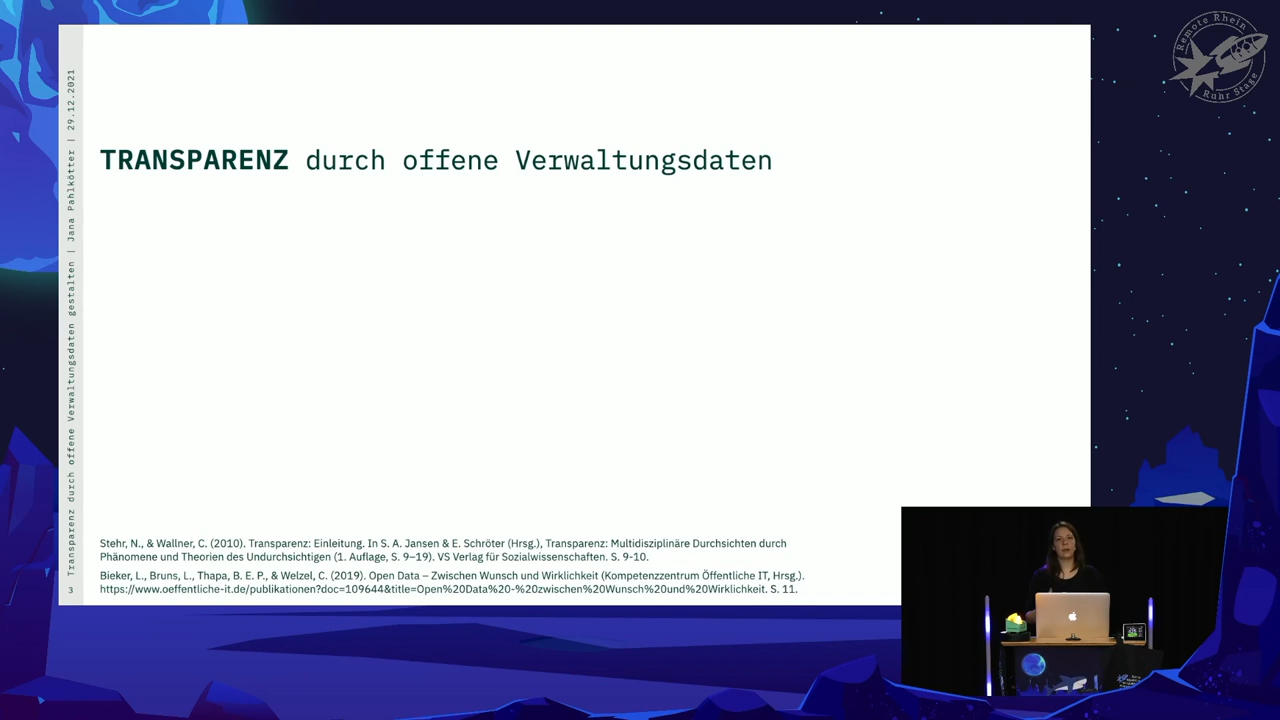 Remote Rhein
Ruhr Stage
Transparenz durch offene Verwaltungsdaten gestalten | Jana Pahlkötter | 29.12.2021
TRANSPARENZ durch offene Verwaltungsdaten
Stehr, N., & Wallner, C. (2010). Transparenz: Einleitung. In S. A. Jansen & E. Schröter (Hrsg.), Transparenz: Multidisziplinäre Durchsichten durch
Phänomene und Theorien des Undurchsichtigen (1. Auflage, S. 9–19). VS Verlag für Sozialwissenschaften. S. 9-10.
Bieker, L., Bruns, L., Thapa, B. E. P., & Welzel, C. (2019). Open Data – Zwischen Wunsch und Wirklichkeit (Kompetenzzentrum Öffentliche IT, Hrsg.).
https://www.oeffentliche-it.de/publikationen?doc=109644&title=Open%20Data%20-%20zwischen%20Wunsch%20und%20Wirklichkeit. S. 11.
3